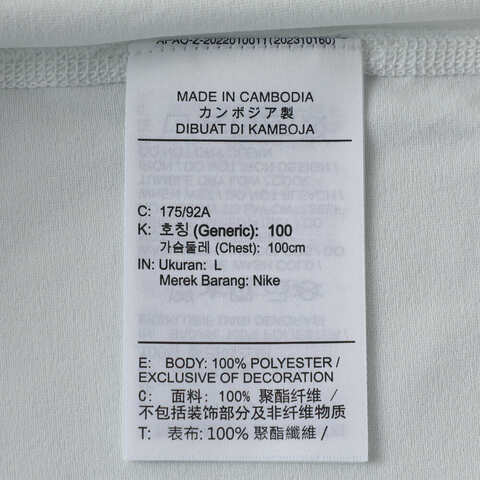 APAO-Z-2022010011 (202310160)
MADE IN CAMBODIA
カンボジア製
DIBUAT DI KAMBOJA
C: 175/92A
K: 호칭 (Generic): 100
가슴둘레 (Chest): 100cm
IN: Ukuran: L
Merek Barang: Nike
E: BODY: 100% POLYESTER /
EXCLUSIVE OF DECORATION
C: 面料: 100% 聚酯纤维 /
不包括装饰部分及非纤维物质
T: 表布: 100% 聚酯纖維 /